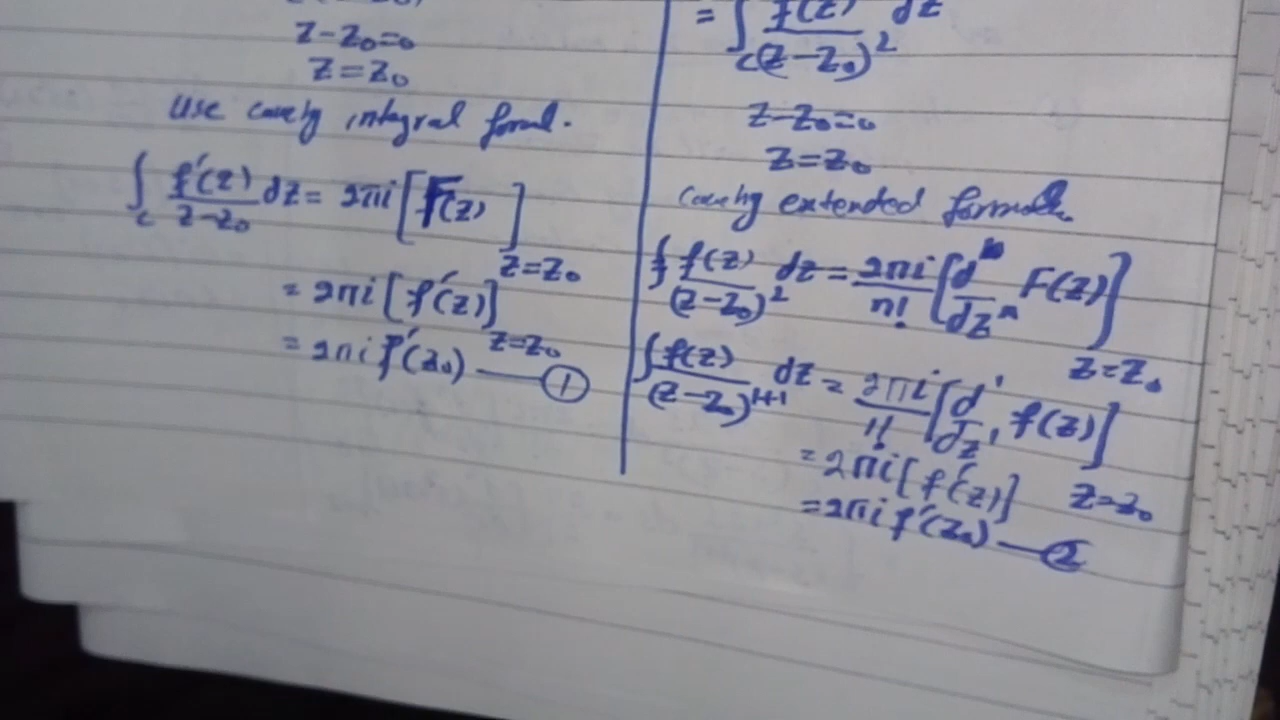 Z-Z₀=0
Z=Z₀
Use cauchy integral forml.
∫c f'(z)/(z-z₀) dz = 2πi [F(z)] z=z₀
= 2πi [f'(z)] z=z₀
= 2πi f'(z₀) — ①
= ∫c f(z)/(z-z₀)² dz
z-z₀=0
z=z₀
cauchy extended formula
∮ f(z)/(z-z₀)² dz = 2πi/n! [dⁿ/dzⁿ F(z)] z=z₀
∫ f(z)/(z-z₀)¹⁺¹ dz = 2πi/1! [d¹/dz¹ f(z)] z=z₀
= 2πi [f'(z)]
= 2πi f'(z₀) — ②